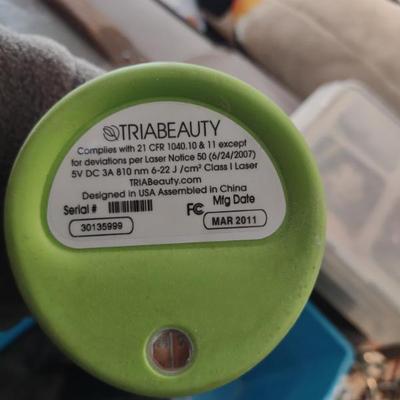 TRIABEAUTY
Complies with 21 CFR 1040.10 & 11 except
for deviations per Laser Notice 50 (6/24/2007)
5V DC 3A 810 nm 6-22 J /cm² Class I Laser
TRIABeauty.com
Designed in USA Assembled in China
Serial # FC Mfg Date
30135999 MAR 2011